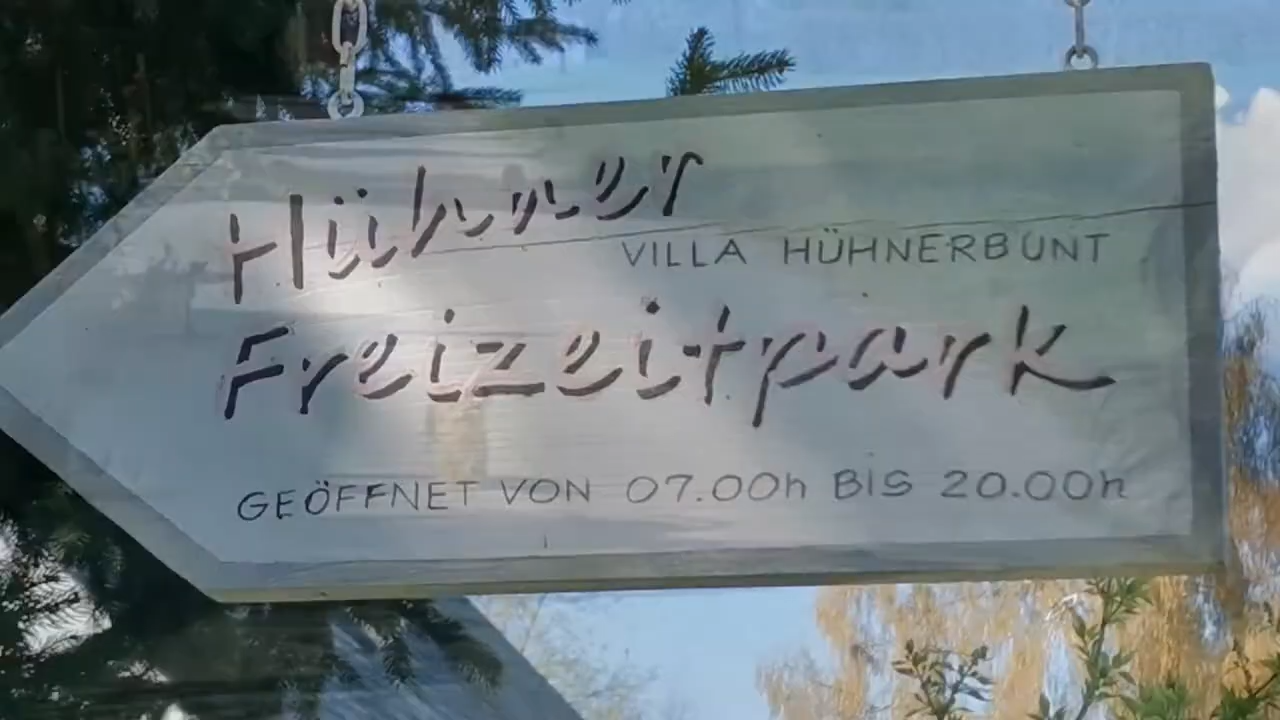 Hühner
VILLA HÜHNERBUNT
Freizeitpark
GEÖFFNET VON 07.00h BIS 20.00h